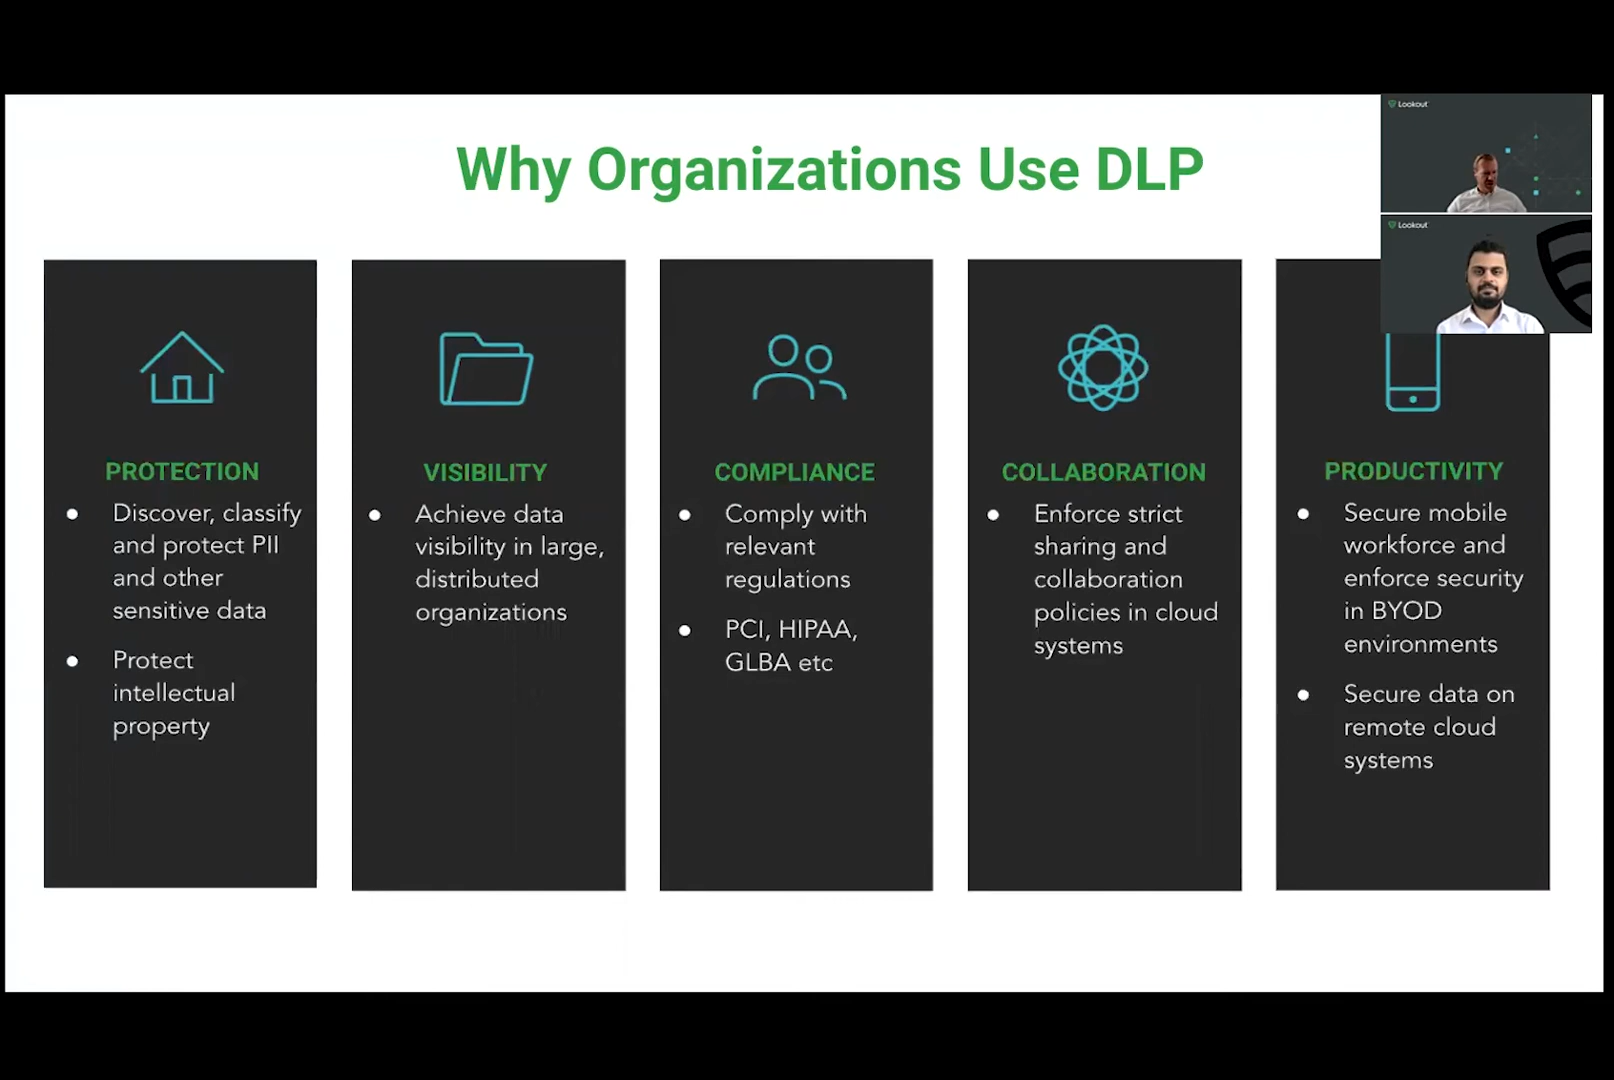 Lookout
Why Organizations Use DLP
Lookout
PROTECTION
Discover, classify
and protect PII
and other
sensitive data
Protect
intellectual
property
VISIBILITY
Achieve data
visibility in large,
distributed
organizations
COMPLIANCE
Comply with
relevant
regulations
PCI, HIPAA,
GLBA etc
COLLABORATION
Enforce strict
sharing and
collaboration
policies in cloud
systems
PRODUCTIVITY
Secure mobile
workforce and
enforce security
in BYOD
environments
Secure data on
remote cloud
systems